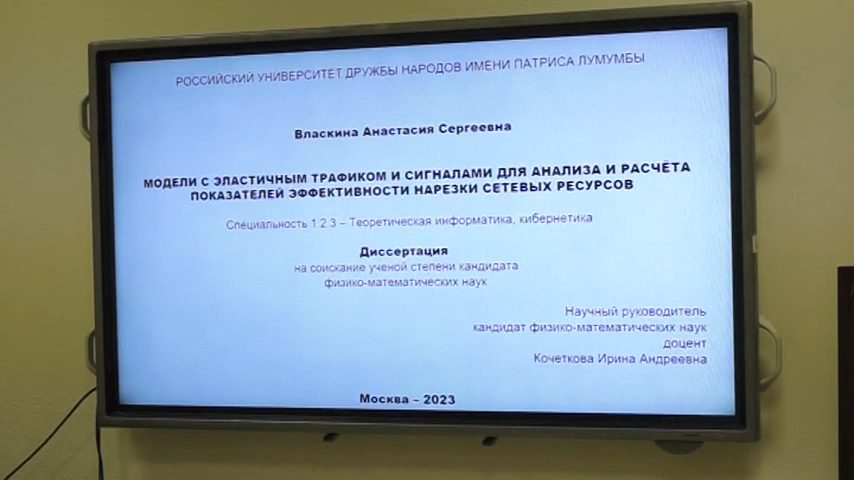 РОССИЙСКИЙ УНИВЕРСИТЕТ ДРУЖБЫ НАРОДОВ ИМЕНИ ПАТРИСА ЛУМУМБЫ
Власкина Анастасия Сергеевна
МОДЕЛИ С ЭЛАСТИЧНЫМ ТРАФИКОМ И СИГНАЛАМИ ДЛЯ АНАЛИЗА И РАСЧЁТА
ПОКАЗАТЕЛЕЙ ЭФФЕКТИВНОСТИ НАРЕЗКИ СЕТЕВЫХ РЕСУРСОВ
Специальность 1.2.3 – Теоретическая информатика, кибернетика
Диссертация
на соискание ученой степени кандидата
физико-математических наук
Научный руководитель
кандидат физико-математических наук
доцент
Кочеткова Ирина Андреевна
Москва – 2023